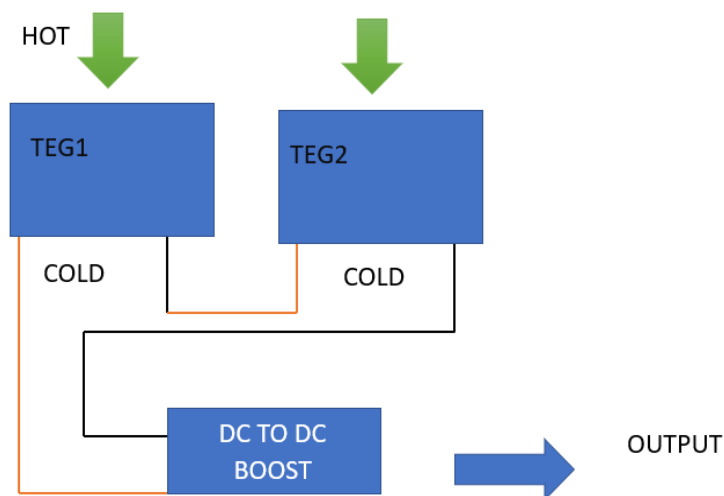 HOT
TEG1
TEG2
COLD
COLD
DC TO DC
BOOST
OUTPUT